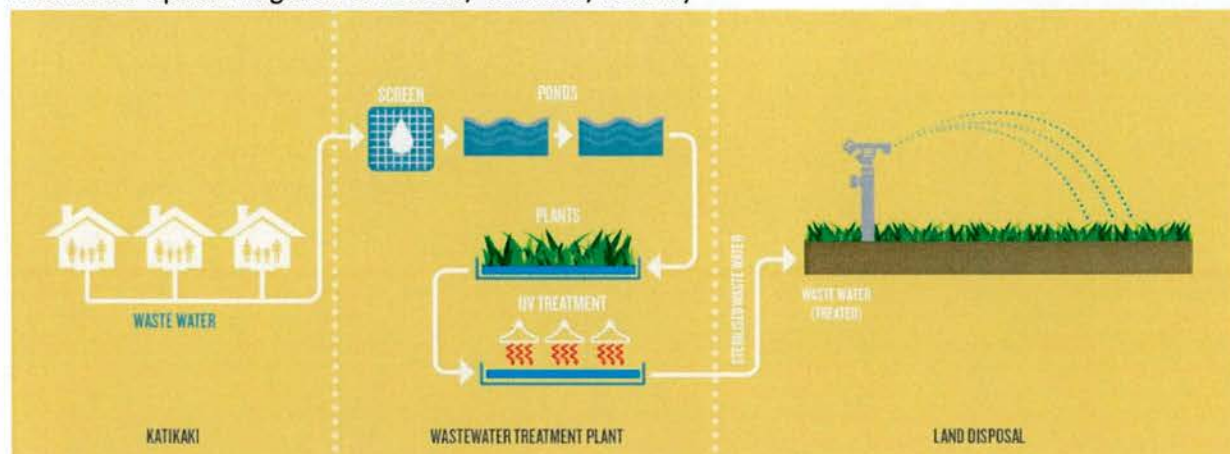 SCREEN
PONDS
PLANTS
WASTE WATER
UV TREATMENT
STERILISED WASTE WATER
WASTE WATER
(TREATED)
KATIKAKI
WASTEWATER TREATMENT PLANT
LAND DISPOSAL